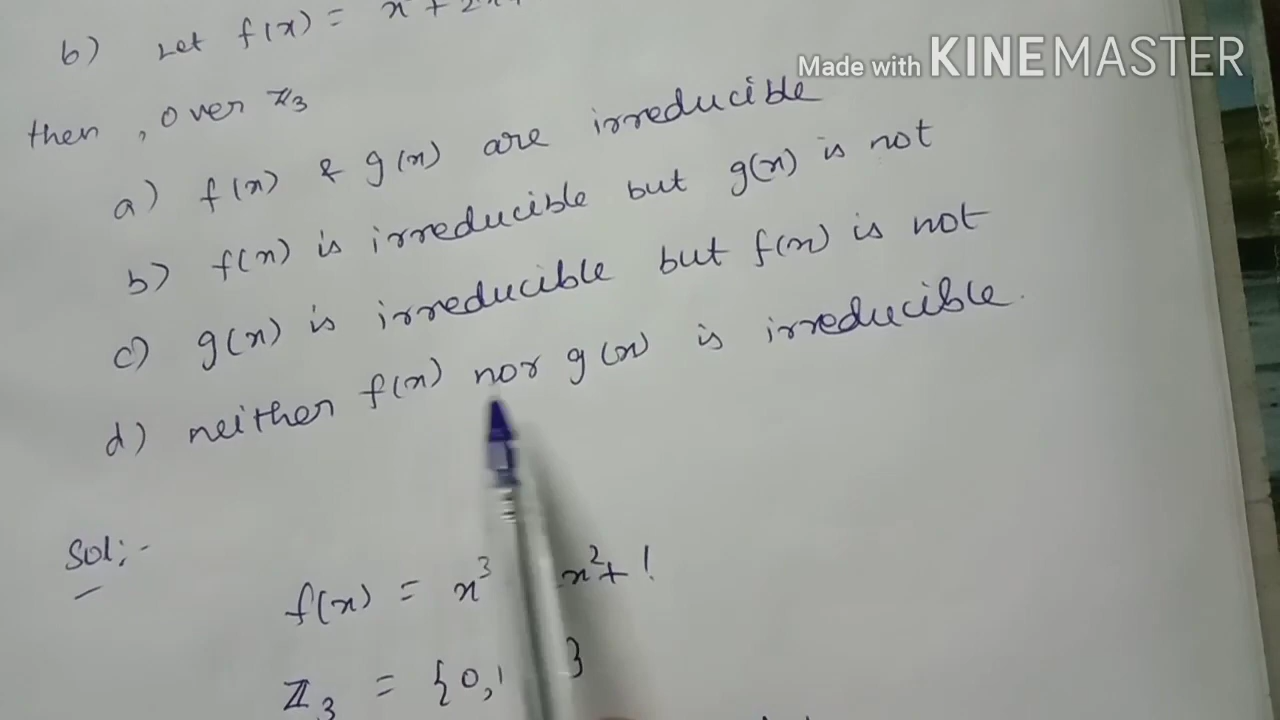 b) Let f(x) = x + 2x
Made with KINEMASTER
then, over ℤ3
a) f(x) & g(x) are irreducible
b) f(x) is irreducible but g(x) is not
c) g(x) is irreducible but f(x) is not
d) neither f(x) nor g(x) is irreducible.
Sol:-
f(x) = x³ x²+1
ℤ3 = {0,1 }